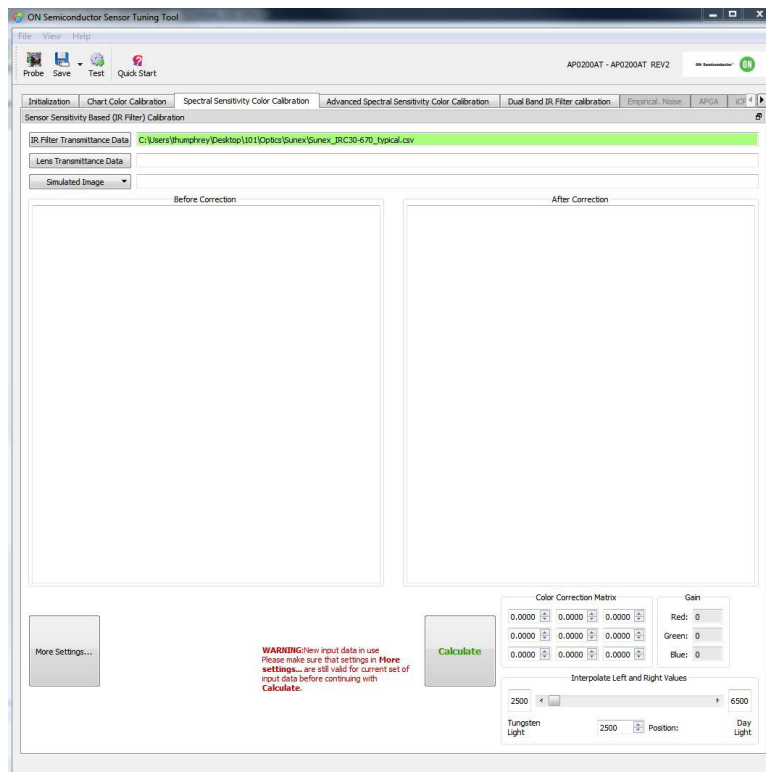 ON Semiconductor Sensor Tuning Tool
File View Help
Probe Save Test Quick Start
AP0200AT - AP0200AT REV2
ON Semiconductor
ON
Initialization Chart Color Calibration Spectral Sensitivity Color Calibration Advanced Spectral Sensitivity Color Calibration Dual Band IR Filter calibration Empirical. Noise APGA
Sensor Sensitivity Based (IR Filter) Calibration
IR Filter Transmittance Data C:\Users\thumphrey\Desktop\101\Optics\Sunex\Sunex_IRC30-670_typical.csv
Lens Transmittance Data
Simulated Image
Before Correction After Correction
Color Correction Matrix Gain
0.0000 0.0000 0.0000 Red: 0
0.0000 0.0000 0.0000 Green: 0
0.0000 0.0000 0.0000 Blue: 0
More Settings...
WARNING:New input data in use
Please make sure that settings in More
settings... are still valid for current set of
input data before continuing with
Calculate.
Calculate
Interpolate Left and Right Values
2500 6500
Tungsten
Light
2500 Position:
Day
Light